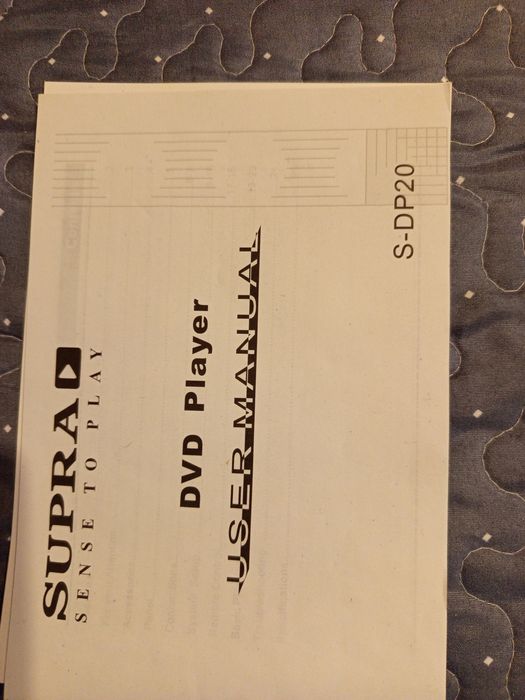 SUPRA
SENSE TO PLAY
DVD Player
USER MANUAL
S-DP20